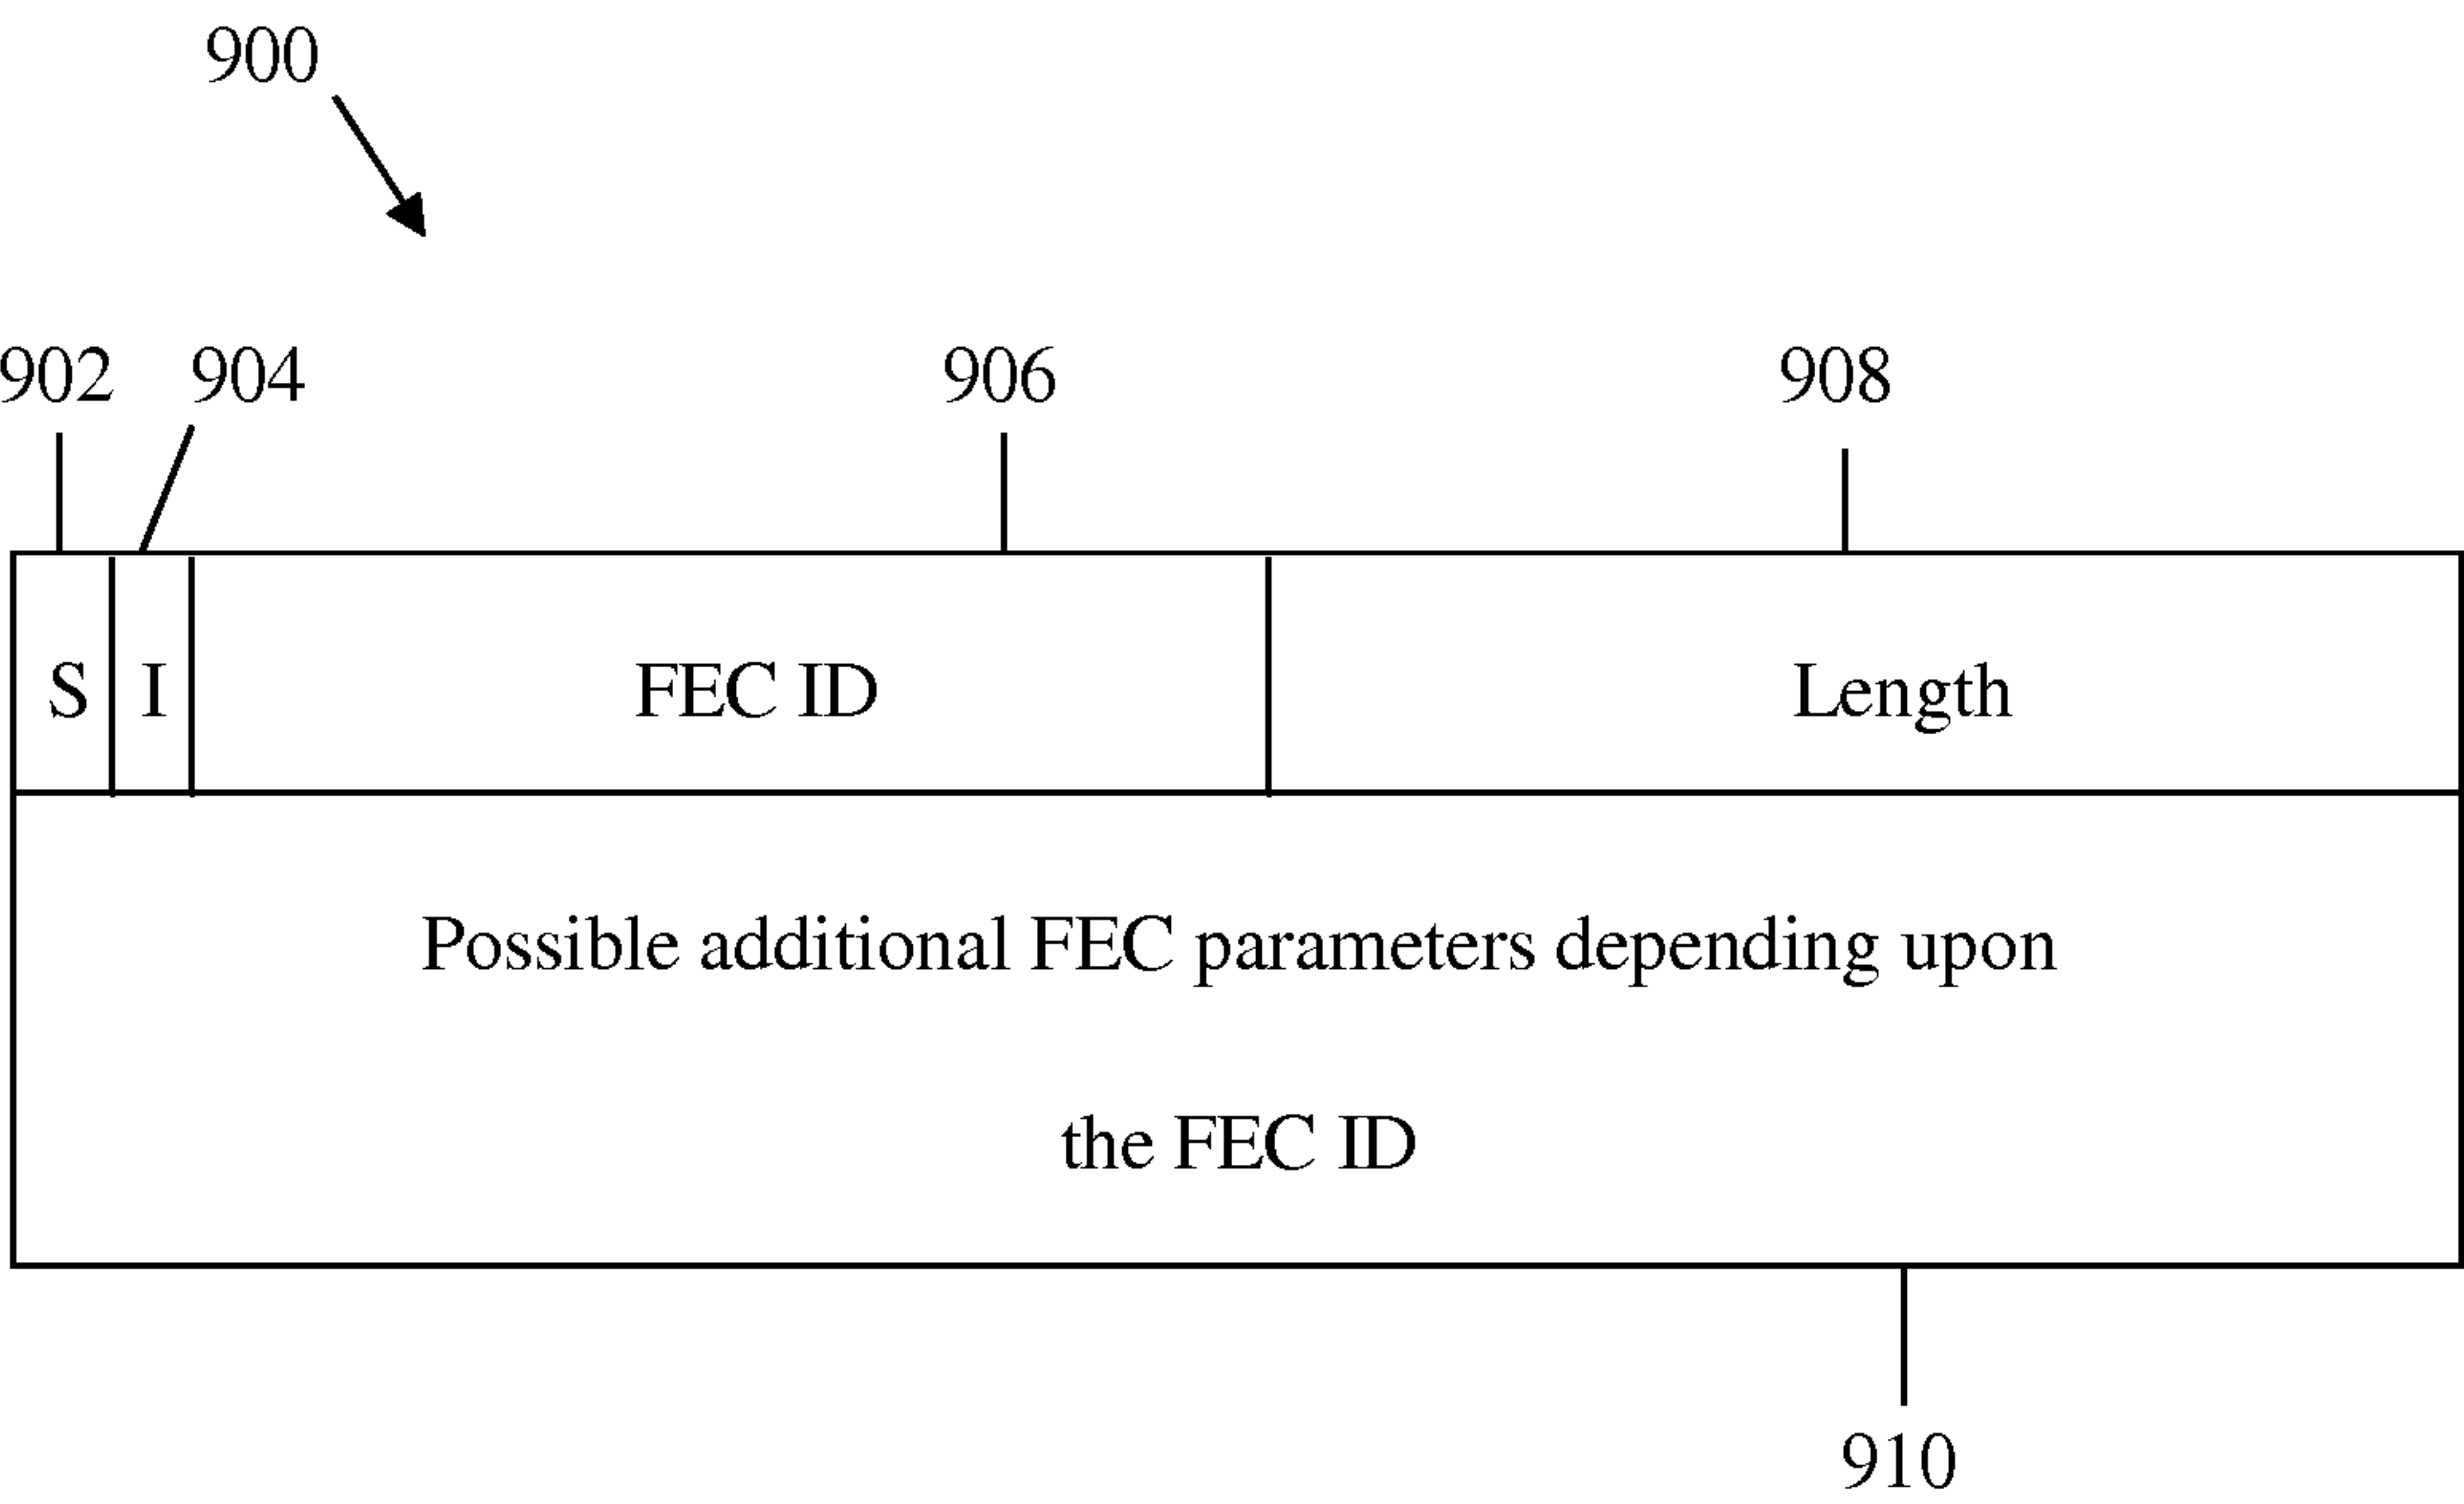 900
902 904 906 908
S I FEC ID Length
Possible additional FEC parameters depending upon
the FEC ID
910